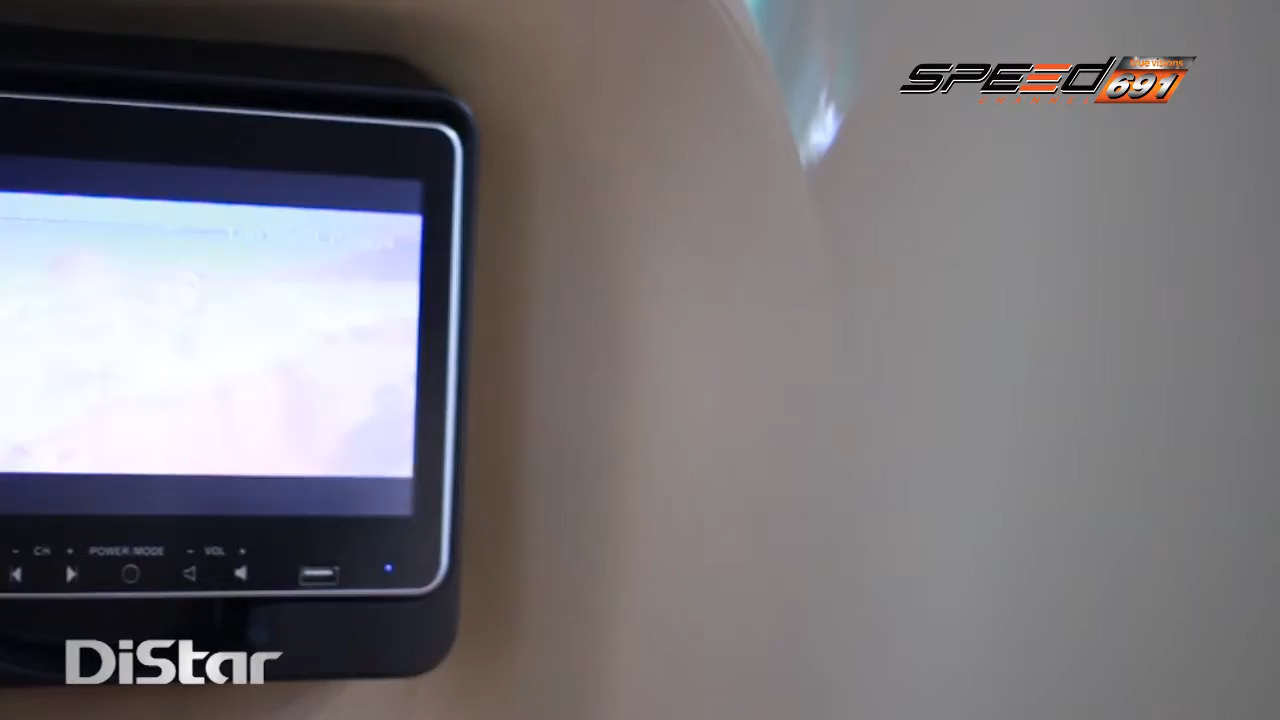 SPEED
true visions
CHANNEL 691
- CH + POWER/MODE - VOL +
DiStar